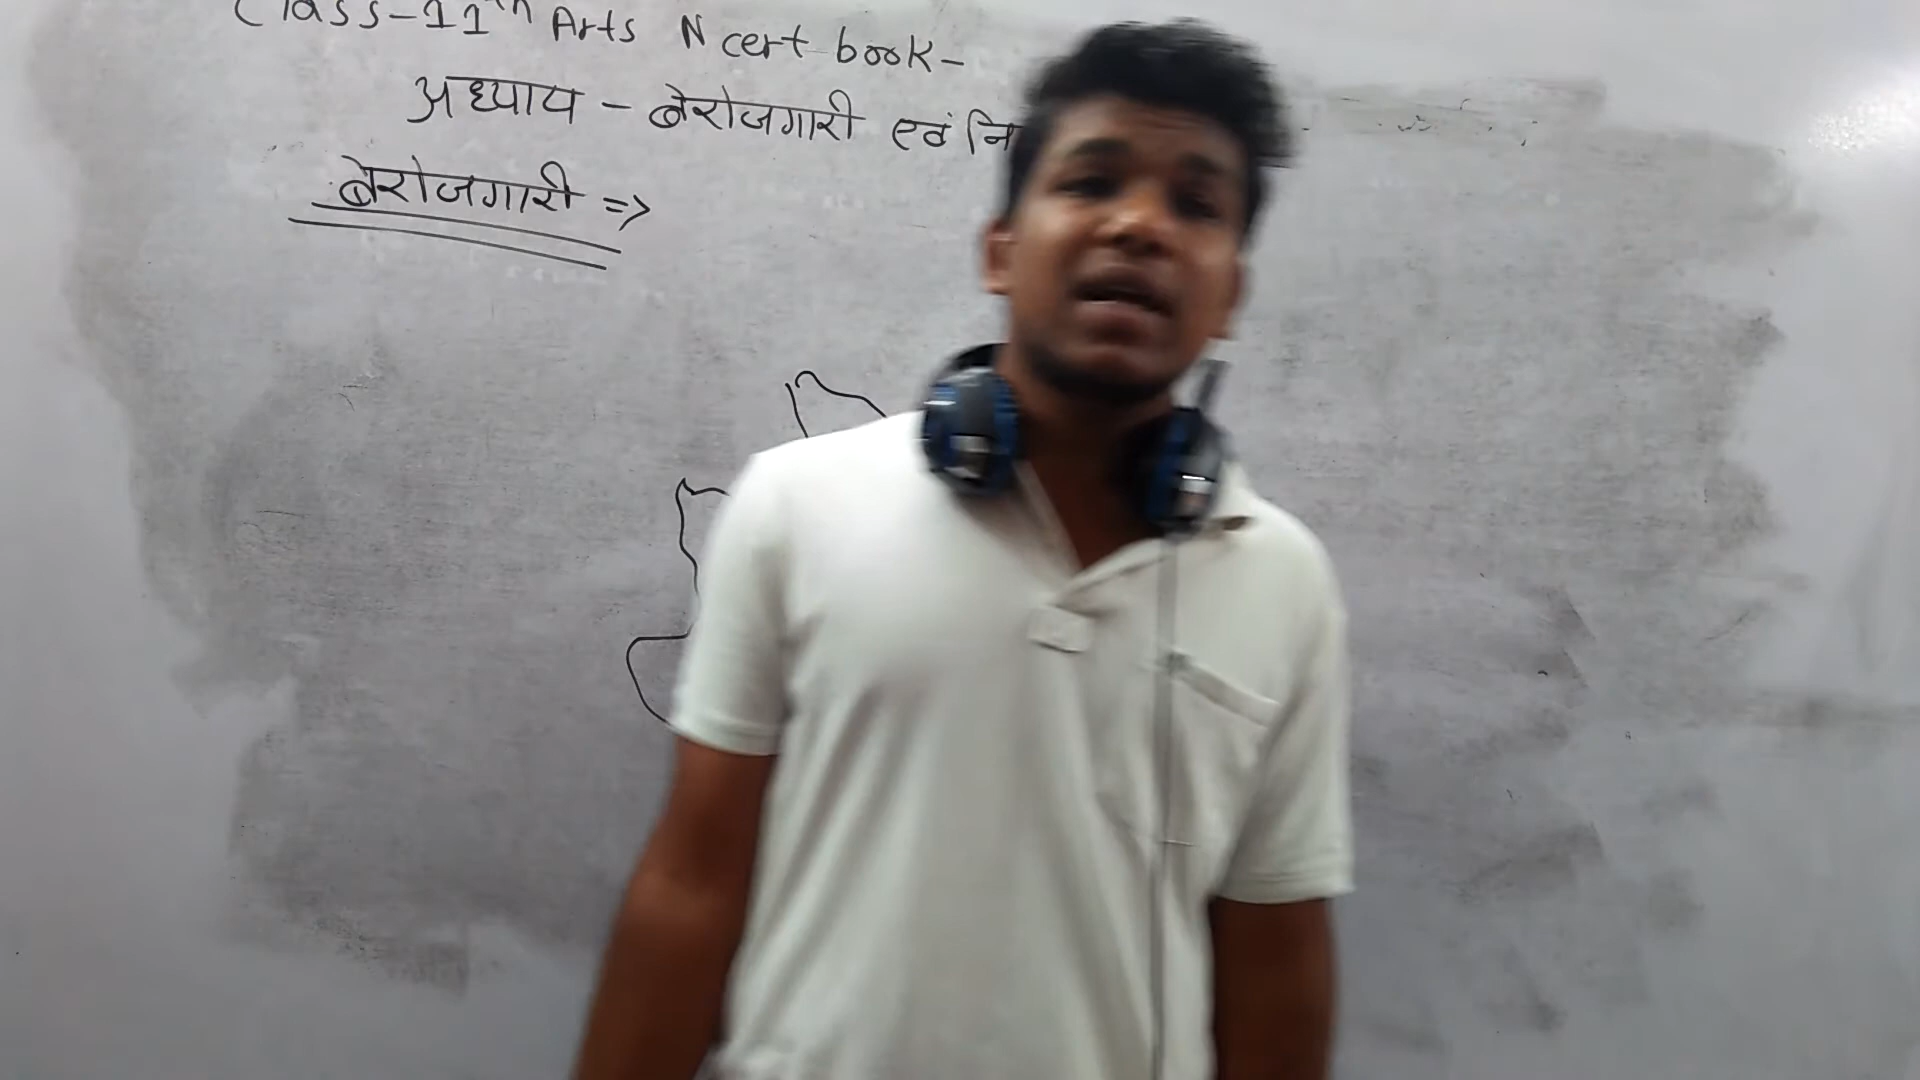 Class-11th Arts Ncert book-
अध्याय - बेरोजगारी एवं
बेरोजगारी =>